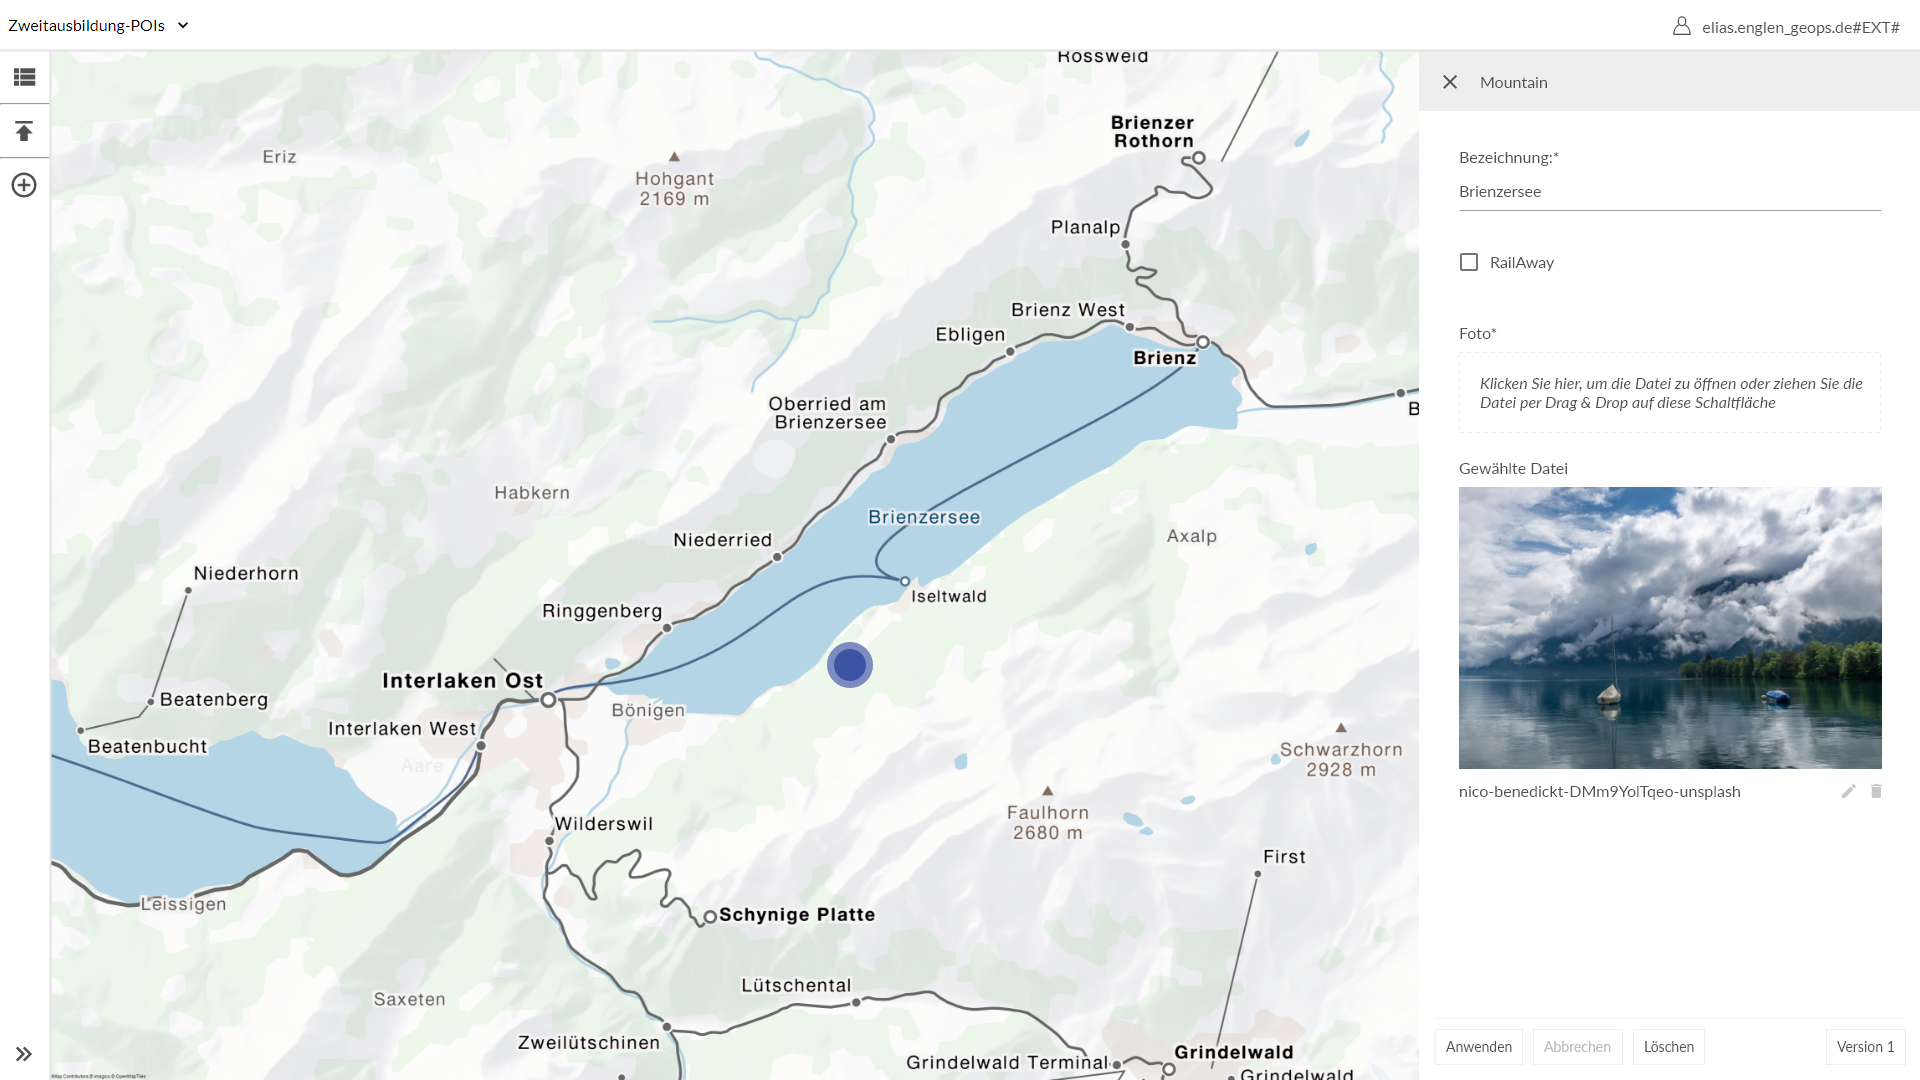 Zweitausbildung-POIs
elias.englen_geops.de#EXT#
Rossweid
Brienzer
Rothorn
Eriz
Hohgant
2169 m
Planalp
Brienz West
Ebligen
Brienz
Oberried am
Brienzersee
B
Habkern
Brienzersee
Niederried
Axalp
Niederhorn
Iseltwald
Ringgenberg
Interlaken Ost
Beatenberg
Bönigen
Interlaken West
Beatenbucht
Aare
Schwarzhorn
2928 m
Faulhorn
2680 m
Wilderswil
First
Leissigen
Schynige Platte
Lütschental
Saxeten
Zweilütschinen
Grindelwald
Grindelwald Terminal
Grindelwald
Map Contributors © imagico © OpenMapTiles
Mountain
Bezeichnung:*
Brienzersee
RailAway
Foto*
Klicken Sie hier, um die Datei zu öffnen oder ziehen Sie die
Datei per Drag & Drop auf diese Schaltfläche
Gewählte Datei
nico-benedickt-DMm9YolTqeo-unsplash
Anwenden
Abbrechen
Löschen
Version 1